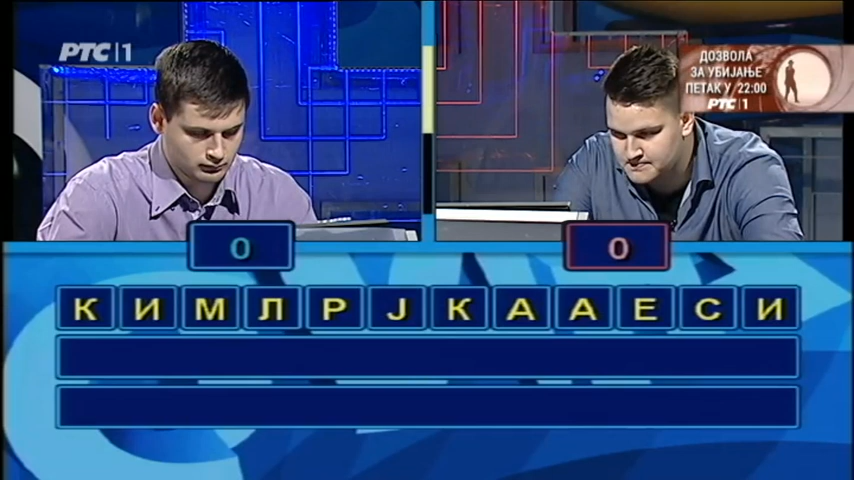 РТС|1
ДОЗВОЛА
ЗА УБИЈАЊЕ
ПЕТАК У 22:00
РТС|1
0
0
К И М Л Р Ј К А А Е С И